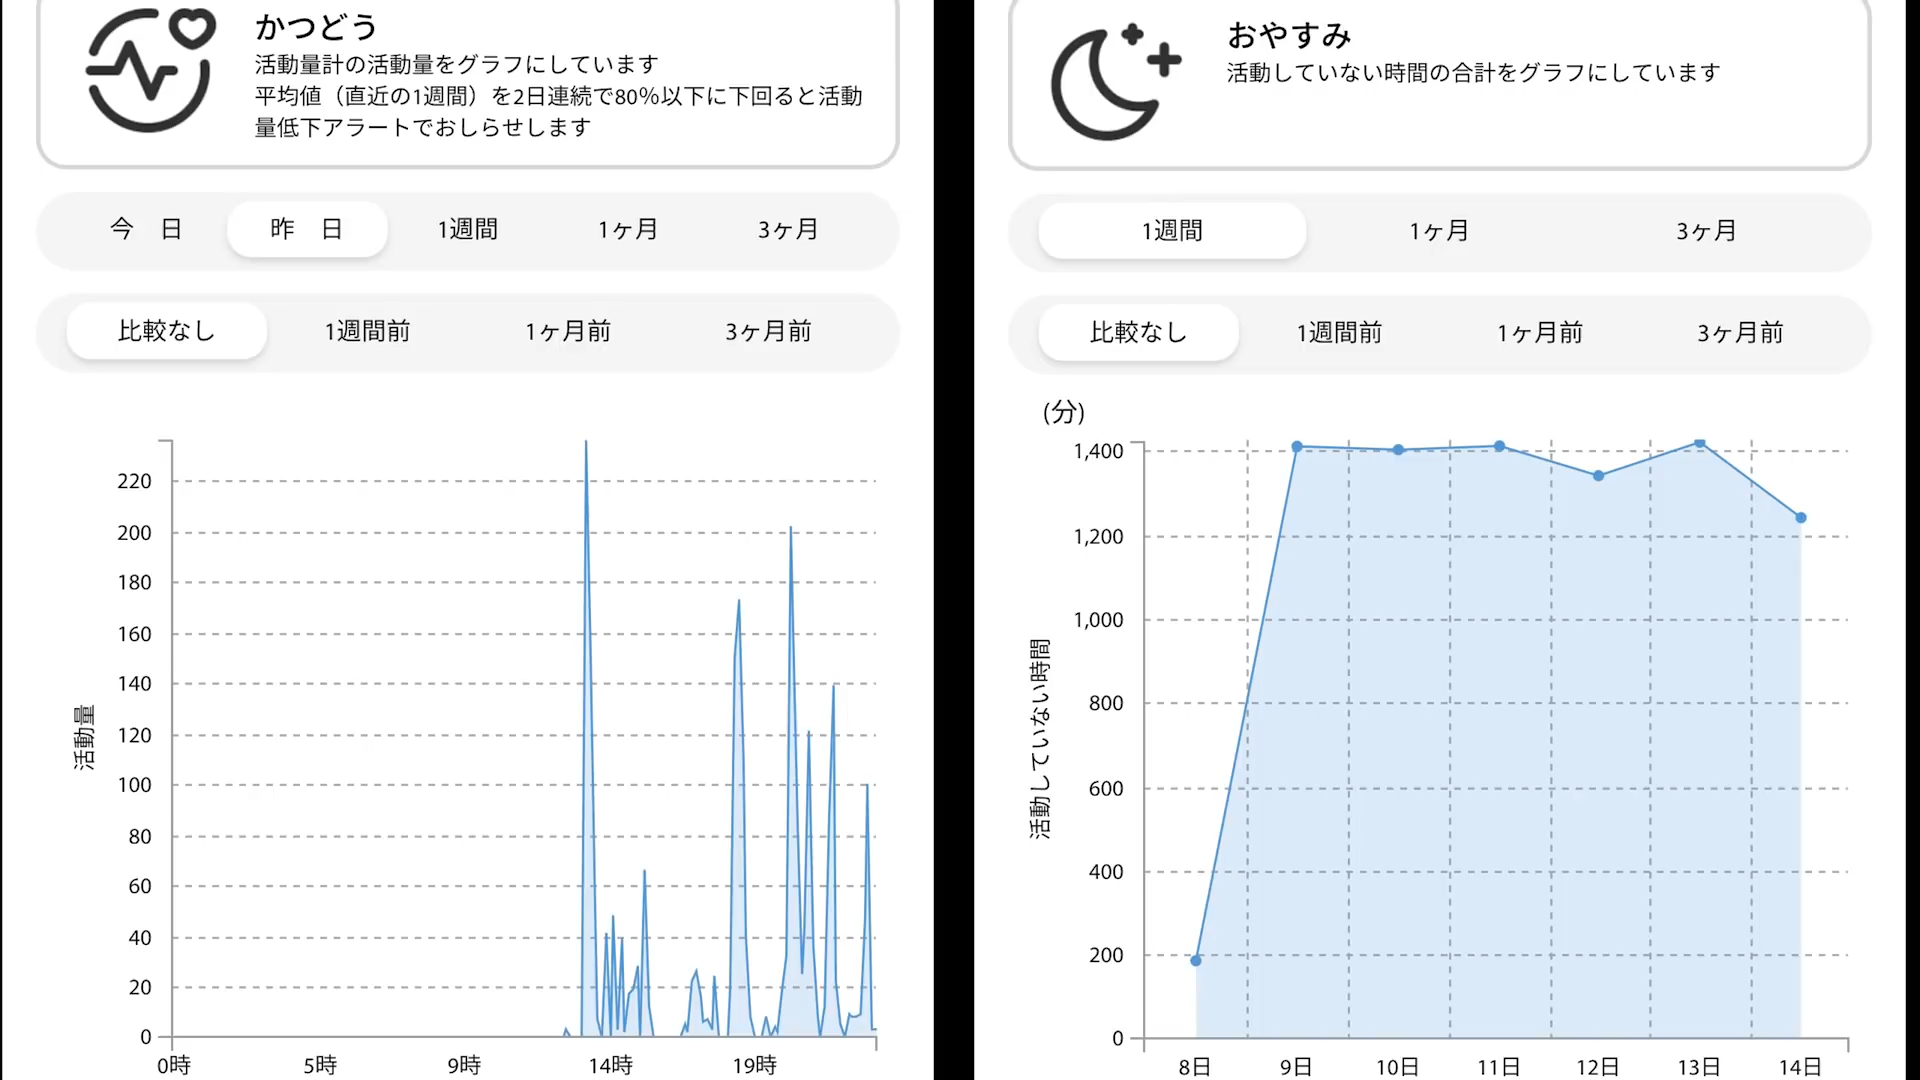 かつどう
活動量計の活動量をグラフにしています
平均値（直近の1週間）を2日連続で80%以下に下回ると活動
量低下アラートでおしらせします
今　日　昨　日　1週間　1ヶ月　3ヶ月
比較なし　1週間前　1ヶ月前　3ヶ月前
活動量
220
200
180
160
140
120
100
80
60
40
20
0
0時　5時　9時　14時　19時
おやすみ
活動していない時間の合計をグラフにしています
1週間　1ヶ月　3ヶ月
比較なし　1週間前　1ヶ月前　3ヶ月前
(分)
活動していない時間
1,400
1,200
1,000
800
600
400
200
0
8日　9日　10日　11日　12日　13日　14日